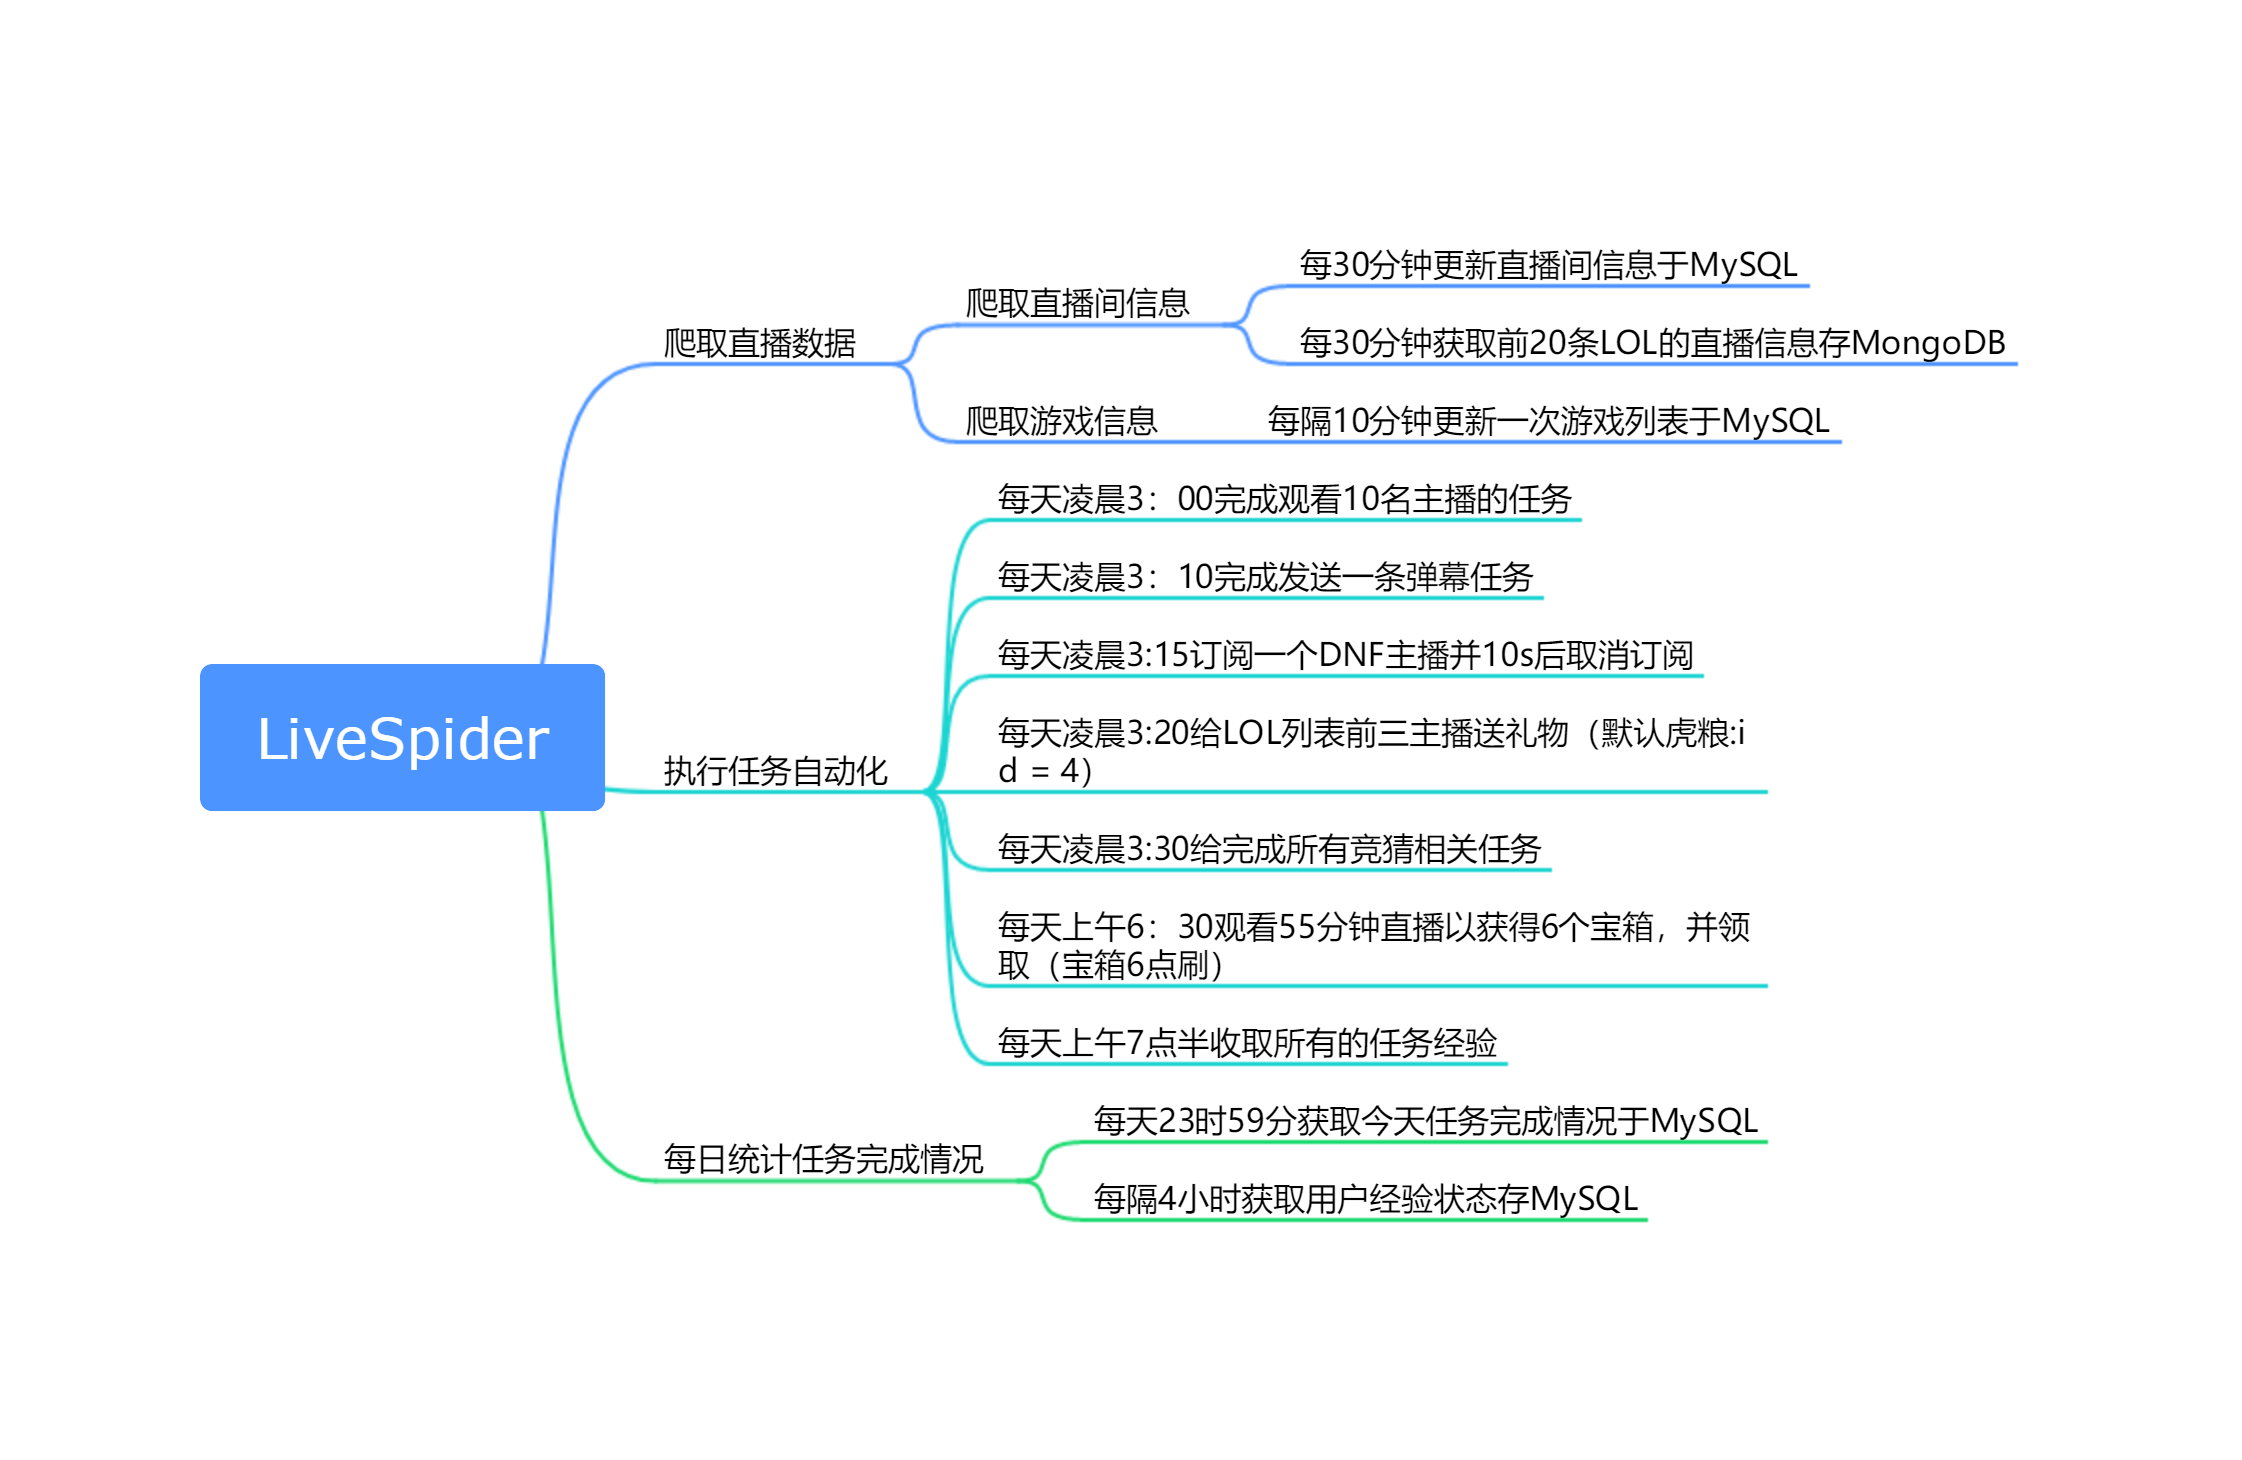 LiveSpider
爬取直播数据
爬取直播间信息
每30分钟更新直播间信息于MySQL
每30分钟获取前20条LOL的直播信息存MongoDB
爬取游戏信息
每隔10分钟更新一次游戏列表于MySQL
执行任务自动化
每天凌晨3：00完成观看10名主播的任务
每天凌晨3：10完成发送一条弹幕任务
每天凌晨3:15订阅一个DNF主播并10s后取消订阅
每天凌晨3:20给LOL列表前三主播送礼物（默认虎粮:i
d = 4）
每天凌晨3:30给完成所有竞猜相关任务
每天上午6：30观看55分钟直播以获得6个宝箱，并领
取（宝箱6点刷）
每天上午7点半收取所有的任务经验
每日统计任务完成情况
每天23时59分获取今天任务完成情况于MySQL
每隔4小时获取用户经验状态存MySQL